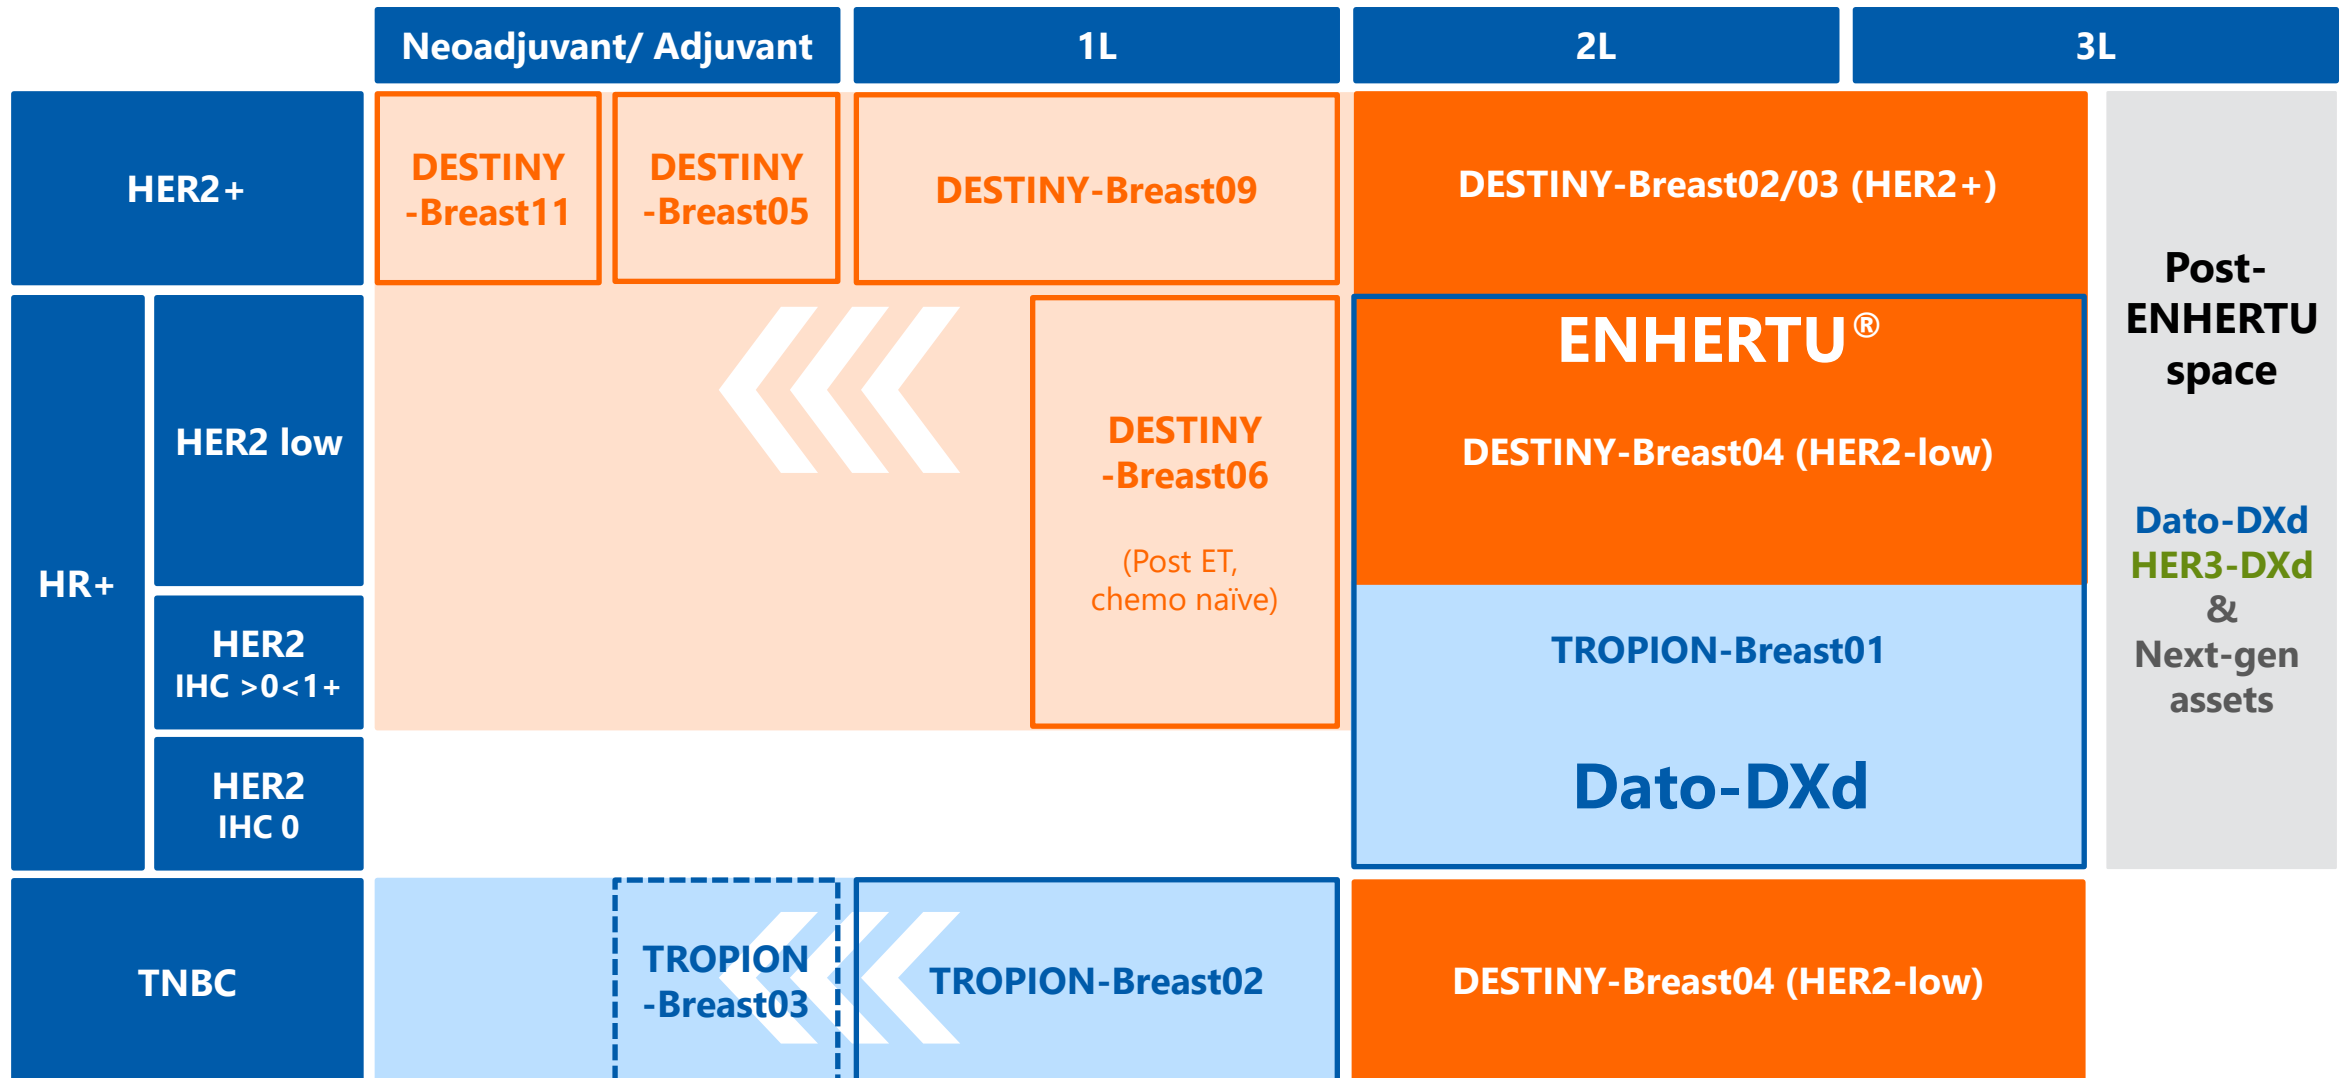 Neoadjuvant/ Adjuvant
1L
2L
3L
HER2+
DESTINY
-Breast11
DESTINY
-Breast05
DESTINY-Breast09
DESTINY-Breast02/03 (HER2+)
HR+
HER2 low
HER2
IHC >0<1+
HER2
IHC 0
DESTINY
-Breast06
(Post ET,
chemo naïve)
ENHERTU®
DESTINY-Breast04 (HER2-low)
TROPION-Breast01
Dato-DXd
Post-
ENHERTU
space
Dato-DXd
HER3-DXd
&
Next-gen
assets
TNBC
TROPION
-Breast03
TROPION-Breast02
DESTINY-Breast04 (HER2-low)